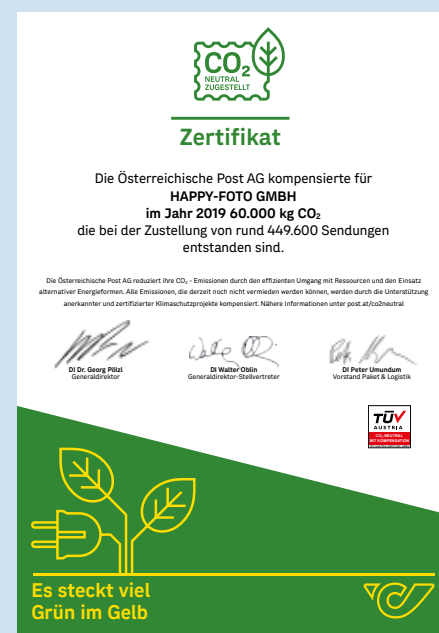 CO₂
NEUTRAL
ZUGESTELLT
Zertifikat
Die Österreichische Post AG kompensierte für
HAPPY-FOTO GMBH
im Jahr 2019 60.000 kg CO₂
die bei der Zustellung von rund 449.600 Sendungen
entstanden sind.
Die Österreichische Post AG reduziert ihre CO₂ - Emissionen durch den effizienten Umgang mit Ressourcen und den Einsatz
alternativer Energieformen. Alle Emissionen, die derzeit noch nicht vermieden werden können, werden durch die Unterstützung
anerkannter und zertifizierter Klimaschutzprojekte kompensiert. Nähere Informationen unter post.at/co2neutral
DI Dr. Georg Pölzl
Generaldirektor
DI Walter Oblin
Generaldirektor-Stellvertreter
DI Peter Umundum
Vorstand Paket & Logistik
TÜV
AUSTRIA
CO₂ NEUTRAL
MIT KOMPENSATION
Es steckt viel
Grün im Gelb